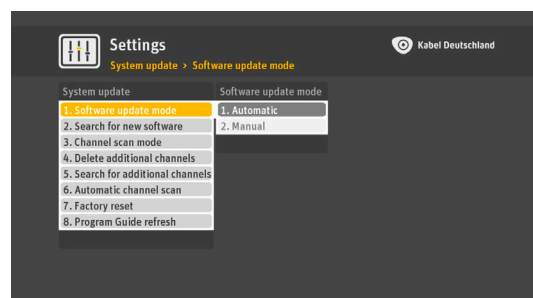 Settings
Kabel Deutschland
System update > Software update mode
System update
Software update mode
1. Software update mode
1. Automatic
2. Search for new software
2. Manual
3. Channel scan mode
4. Delete additional channels
5. Search for additional channels
6. Automatic channel scan
7. Factory reset
8. Program Guide refresh